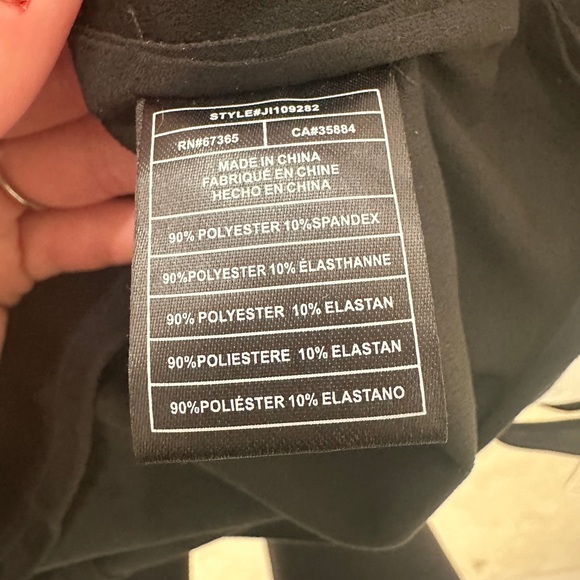 STYLE#JI109282
RN#67365 CA#35884
MADE IN CHINA
FABRIQUÉ EN CHINE
HECHO EN CHINA
90% POLYESTER 10%SPANDEX
90%POLYESTER 10% ÉLASTHANNE
90% POLYESTER 10% ELASTAN
90%POLIESTERE 10% ELASTAN
90%POLIÉSTER 10% ELASTANO